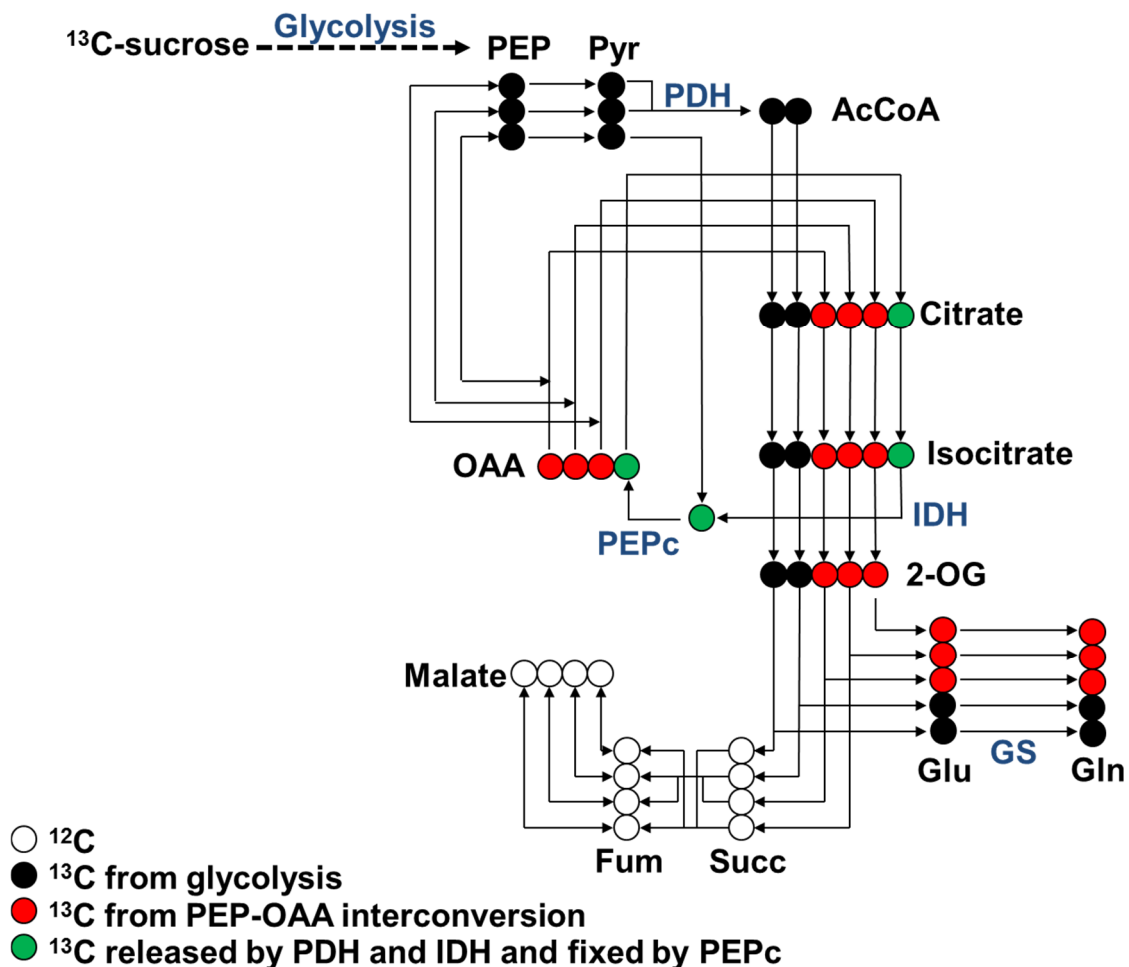 Glycolysis
¹³C-sucrose
PEP Pyr
PDH
AcCoA
Citrate
OAA
Isocitrate
IDH
PEPc
2-OG
Malate
GS
Glu Gln
Fum Succ
¹²C
¹³C from glycolysis
¹³C from PEP-OAA interconversion
¹³C released by PDH and IDH and fixed by PEPc